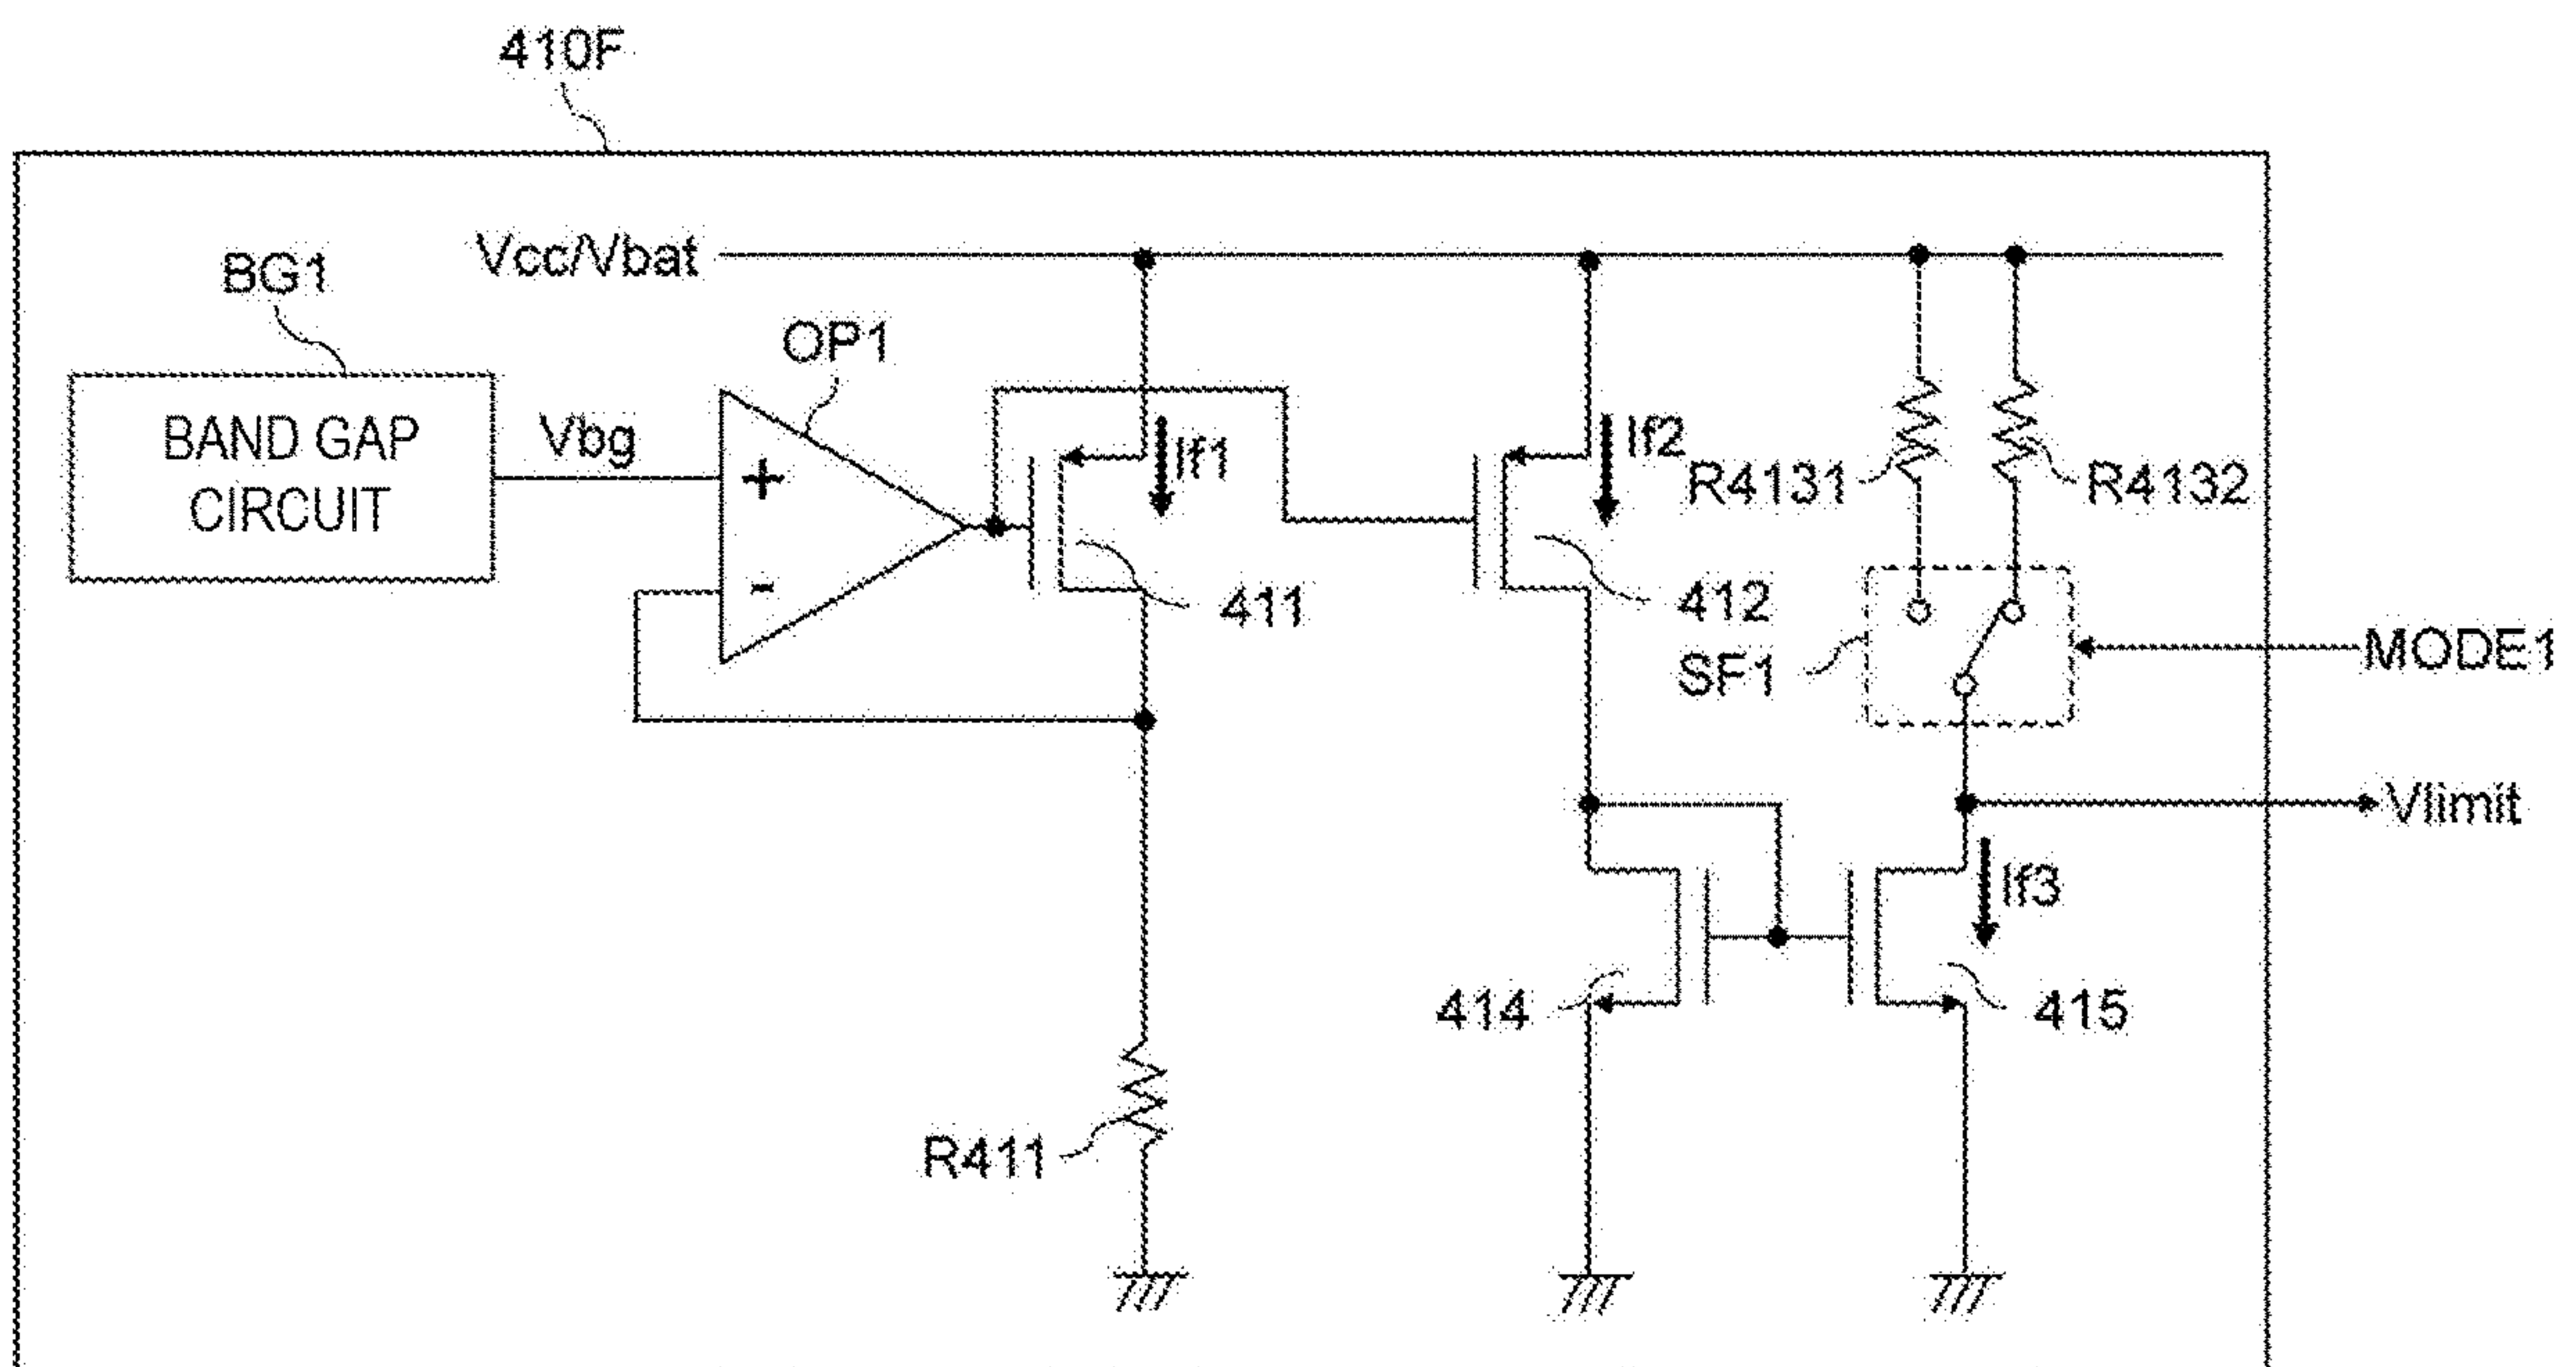 410F
BG1
Vcc/Vbat
OP1
BAND GAP
CIRCUIT
Vbg
+
-
If1
If2
R4131
R4132
411
412
SF1
MODE1
Vlimit
If3
414
415
R411